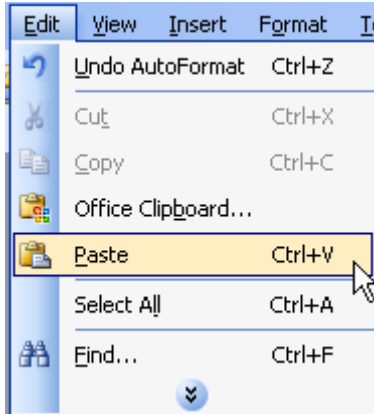 Edit View Insert Format
Undo AutoFormat Ctrl+Z
Cut Ctrl+X
Copy Ctrl+C
Office Clipboard...
Paste Ctrl+V
Select All Ctrl+A
Find... Ctrl+F